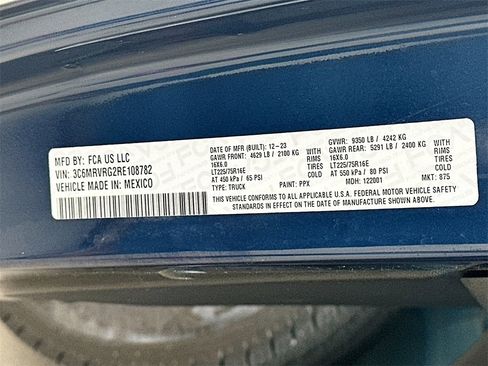 MFD BY: FCA US LLC
VIN: 3C6MRVRG2RE108782
VEHICLE MADE IN: MEXICO
DATE OF MFR (BUILT): 12-23 GVWR: 9350 LB / 4242 KG
GAWR FRONT: 4629 LB / 2100 KG WITH GAWR REAR: 5291 LB / 2400 KG WITH
16X6.0 RIMS 16X6.0 RIMS
LT225/75R16E TIRES LT225/75R16E TIRES
AT 450 kPa / 65 PSI COLD AT 550 kPa / 80 PSI COLD
TYPE: TRUCK PAINT: PPX MDH: 122001 MKT: 875
THIS VEHICLE CONFORMS TO ALL APPLICABLE U.S.A. FEDERAL MOTOR VEHICLE SAFETY
STANDARDS IN EFFECT ON THE DATE OF MANUFACTURE SHOWN ABOVE.